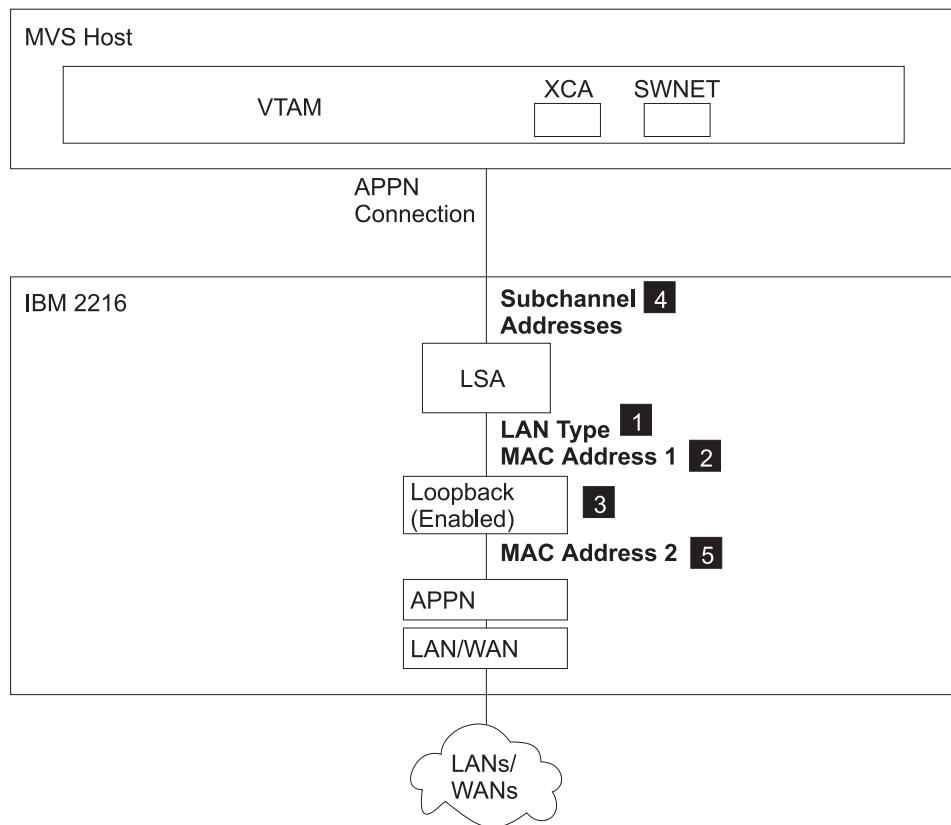 MVS Host
XCA SWNET
VTAM
APPN
Connection
IBM 2216
Subchannel 4
Addresses
LSA
LAN Type 1
MAC Address 1 2
Loopback
(Enabled) 3
MAC Address 2 5
APPN
LAN/WAN
LANs/
WANs